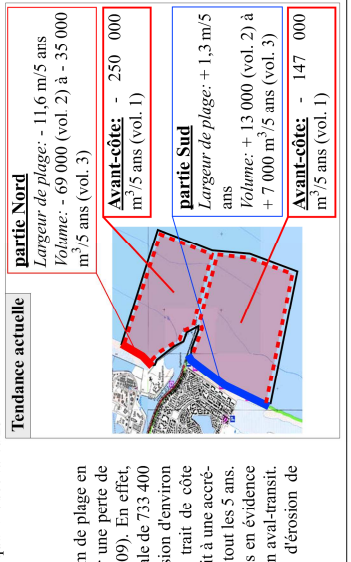 m de plage en
r une perte de
09). En effet,
ale de 733 400
sion d'environ
trait de côte
it à une accré-
tout les 5 ans.
s en évidence
n aval-transit.
d'érosion de
Tendance actuelle
partie Nord
Largeur de plage: - 11,6 m/5 ans
Volume: - 69 000 (vol. 2) à - 35 000
m³/5 ans (vol. 3)
Avant-côte: - 250 000
m³/5 ans (vol. 1)
partie Sud
Largeur de plage: + 1,3 m/5
ans
Volume: + 13 000 (vol. 2) à
+ 7 000 m³/5 ans (vol. 3)
Avant-côte: - 147 000
m³/5 ans (vol. 1)